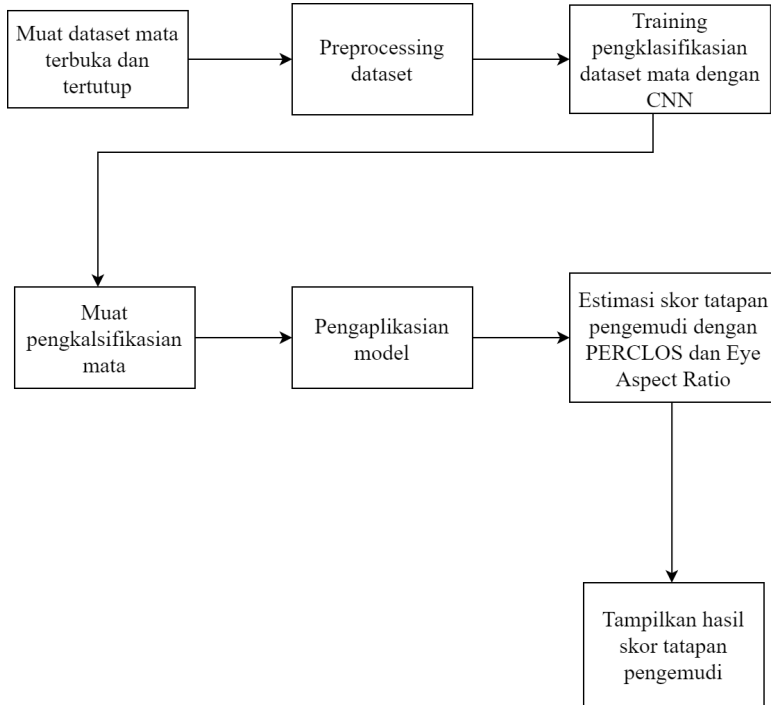 Muat dataset mata
terbuka dan
tertutup
Preprocessing
dataset
Training
pengklasifikasian
dataset mata dengan
CNN
Muat
pengkalsifikasian
mata
Pengaplikasian
model
Estimasi skor tatapan
pengemudi dengan
PERCLOS dan Eye
Aspect Ratio
Tampilkan hasil
skor tatapan
pengemudi